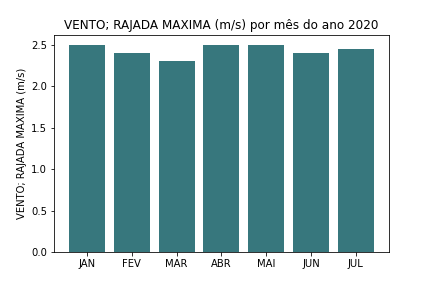 VENTO; RAJADA MAXIMA (m/s) por mês do ano 2020
VENTO; RAJADA MAXIMA (m/s)
2.5
2.0
1.5
1.0
0.5
0.0
JAN FEV MAR ABR MAI JUN JUL